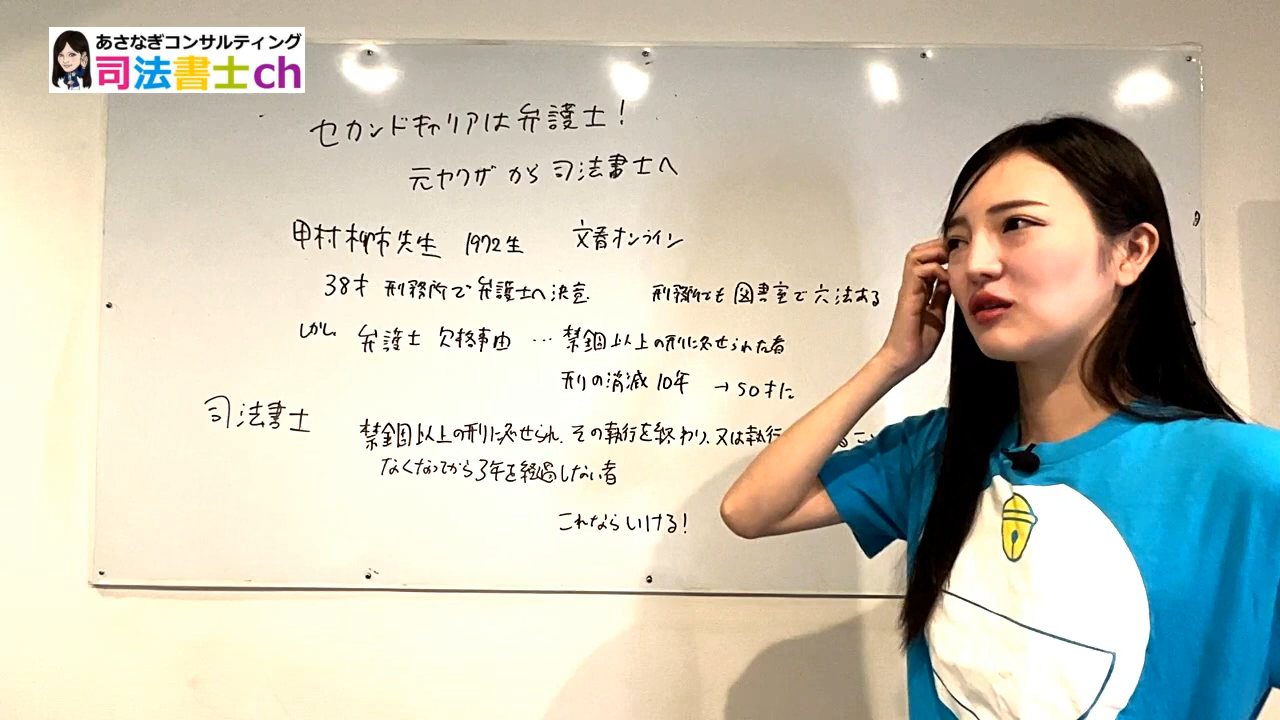 あさなぎコンサルティング
司法書士ch
セカンドキャリアは弁護士!
元ヤクザから司法書士へ
甲村柳市先生 1972生 文春オンライン
38才 刑務所で弁護士へ決意 刑務所でも図書室で六法ある
しかし 弁護士 欠格事由 … 禁錮以上の刑に処せられた者
刑の消滅10年 → 50才に
司法書士 禁錮以上の刑に処せられ、その執行を終わり、又は執行
なくなってから3年を経過しない者
これならいける!